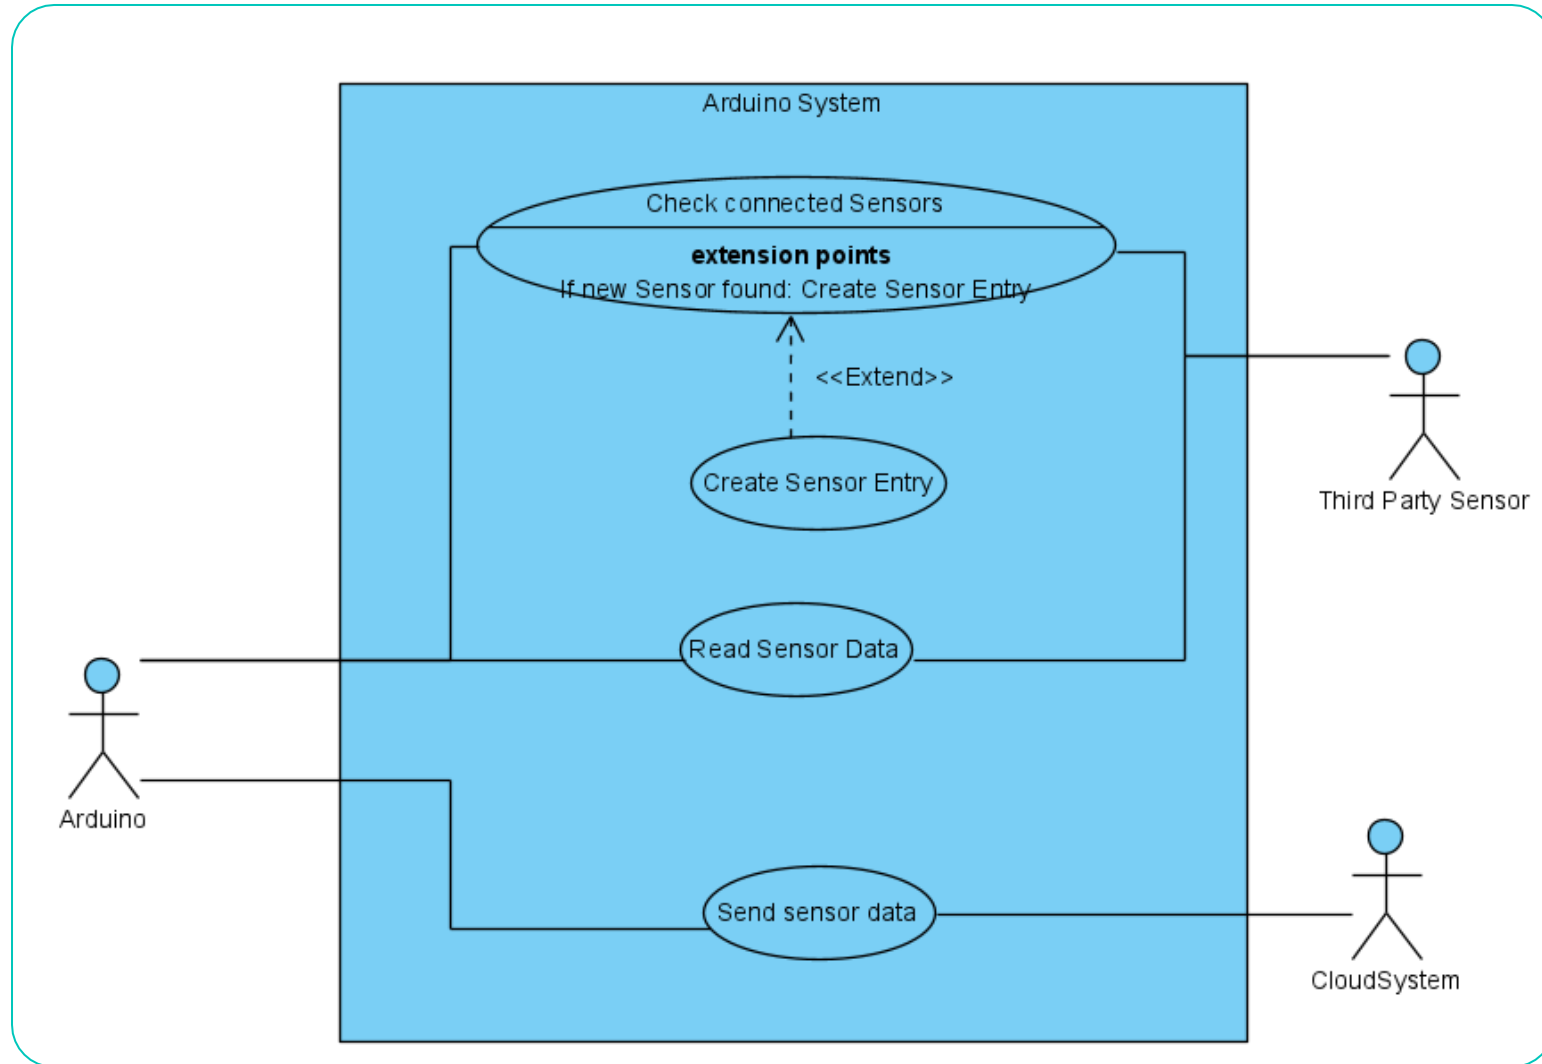 Arduino System
Check connected Sensors
extension points
If new Sensor found: Create Sensor Entry
<<Extend>>
Create Sensor Entry
Third Party Sensor
Read Sensor Data
Arduino
Send sensor data
CloudSystem